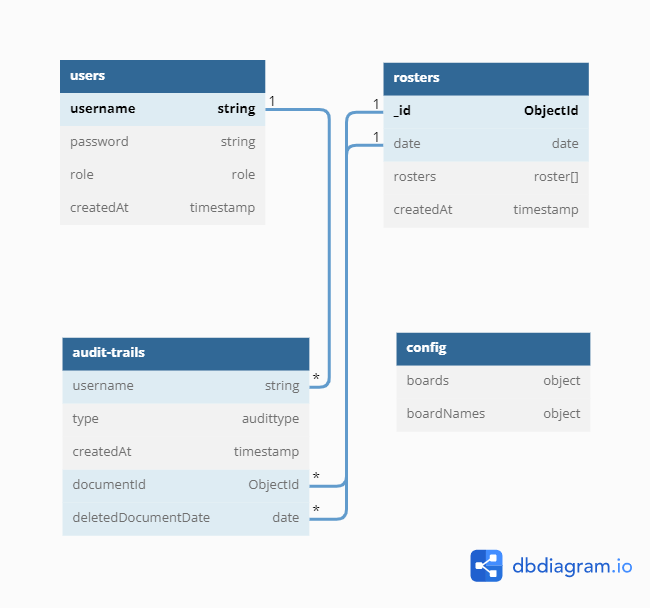 users
username string
password string
role role
createdAt timestamp
1
rosters
1 _id ObjectId
1 date date
rosters roster[]
createdAt timestamp
audit-trails
username string *
type audittype
createdAt timestamp
documentId ObjectId *
deletedDocumentDate date *
config
boards object
boardNames object
dbdiagram.io